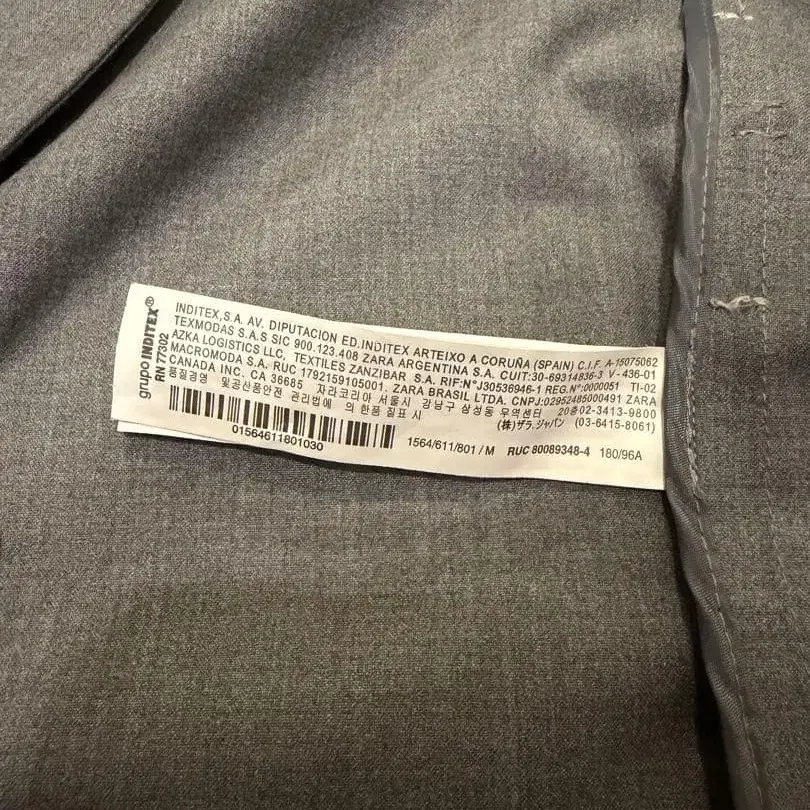 grupo INDITEX®
RN 77302
INDITEX,S.A. AV. DIPUTACION ED.INDITEX ARTEIXO A CORUÑA (SPAIN) C.I.F. A-15075062
TEXMODAS S.A.S SIC 900.123.408 ZARA ARGENTINA S.A. CUIT:30-69314836-3 V-436-01
AZKA LOGISTICS LLC, TEXTILES ZANZIBAR S.A. RIF:N°J30536946-1 REG.N°:0000051 TI-02
MACROMODA S.A. RUC 1792159105001. ZARA BRASIL LTDA. CNPJ:02952485000491 ZARA
CANADA INC. CA 36685 자라코리아 서울시 강남구 삼성동 무역센터 20층 02-3413-9800
품질경영 및공산품안전 관리법에 의한품질표시 (株)ザラ.ジャパン (03-6415-8061)
01564611801030 1564/611/801/M RUC 80089348-4 180/96A